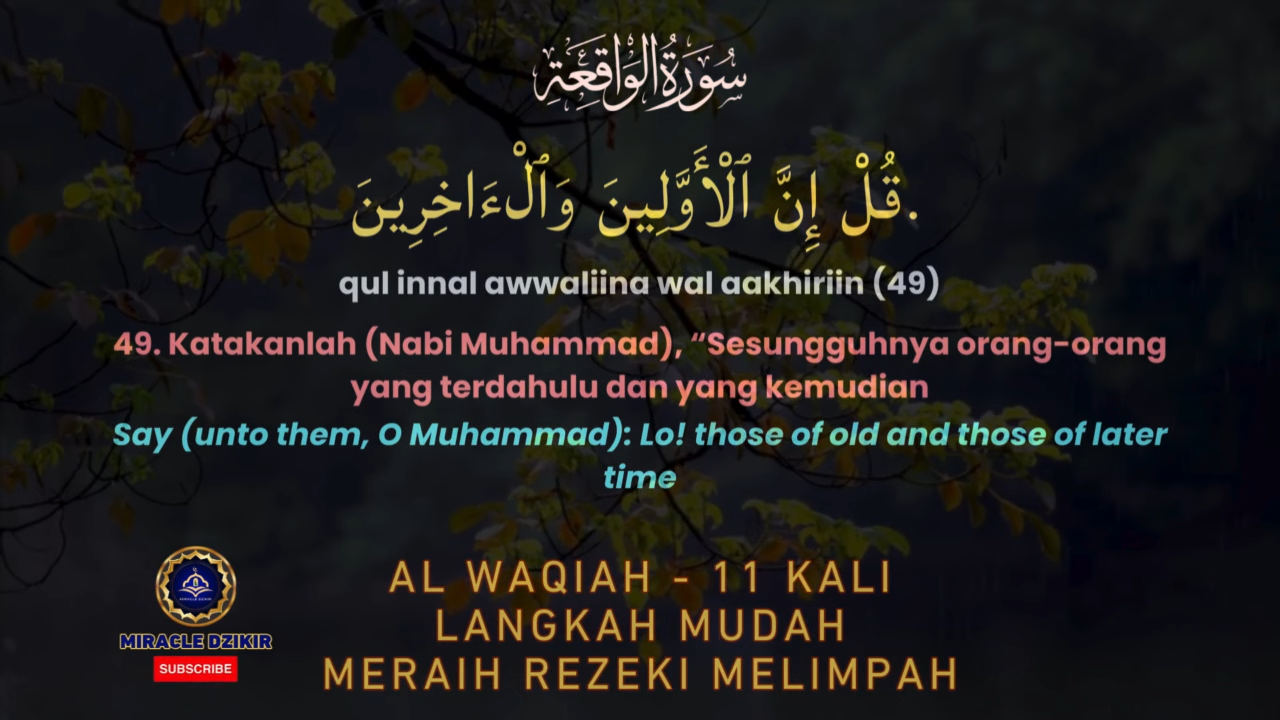 سُورَةُ الوَاقِعَةِ
قُلْ إِنَّ ٱلْأَوَّلِينَ وَٱلْءَاخِرِينَ.
qul innal awwaliina wal aakhiriin (49)
49. Katakanlah (Nabi Muhammad), “Sesungguhnya orang-orang
yang terdahulu dan yang kemudian
Say (unto them, O Muhammad): Lo! those of old and those of later
time
AL WAQIAH - 11 KALI
LANGKAH MUDAH
MERAIH REZEKI MELIMPAH
MIRACLE DZIKIR
MIRACLE DZIKIR
SUBSCRIBE